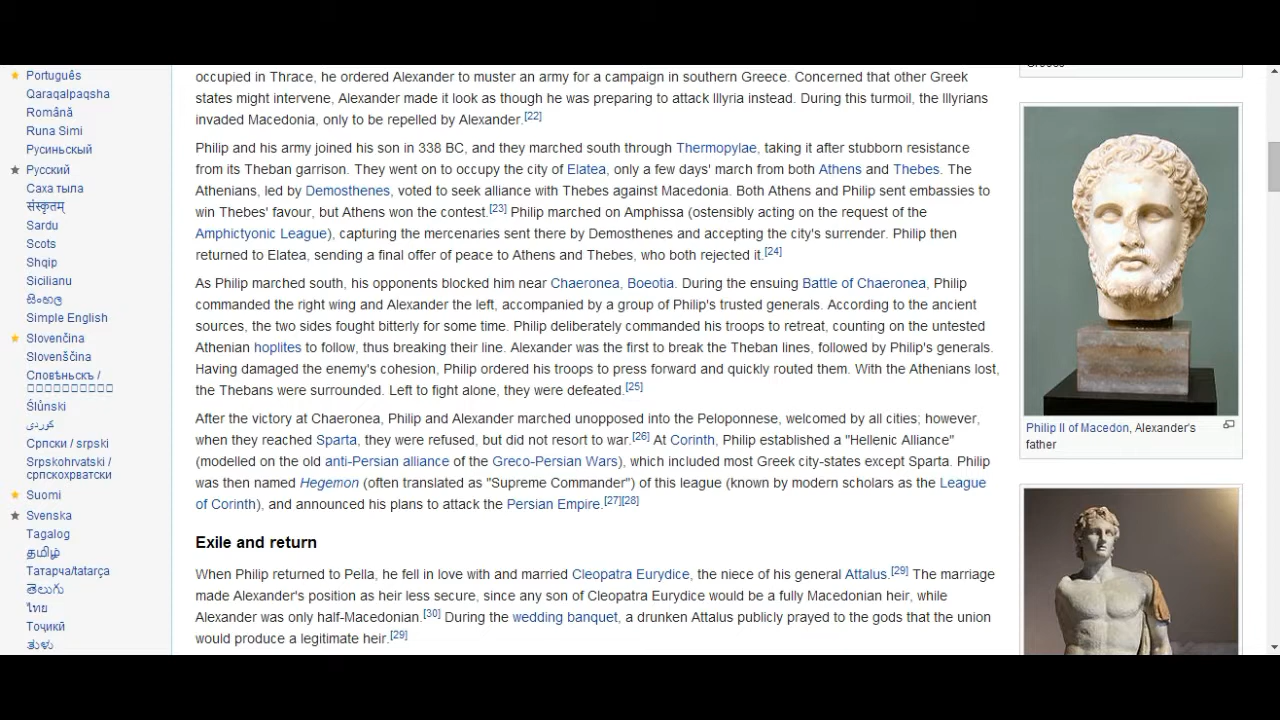 Português
Qaraqalpaqsha
Română
Runa Simi
Русиньскый
Русский
Саха тыла
संस्कृतम्
Sardu
Scots
Shqip
Sicilianu
සිංහල
Simple English
Slovenčina
Slovenščina
Словѣньскъ /
Ślůnski
کوردی
Српски / srpski
Srpskohrvatski /
српскохрватски
Suomi
Svenska
Tagalog
தமிழ்
Татарча/tatarça
తెలుగు
ไทย
Тоҷикӣ
ತುಳು
occupied in Thrace, he ordered Alexander to muster an army for a campaign in southern Greece. Concerned that other Greek
states might intervene, Alexander made it look as though he was preparing to attack Illyria instead. During this turmoil, the Illyrians
invaded Macedonia, only to be repelled by Alexander.[22]
Philip and his army joined his son in 338 BC, and they marched south through Thermopylae, taking it after stubborn resistance
from its Theban garrison. They went on to occupy the city of Elatea, only a few days' march from both Athens and Thebes. The
Athenians, led by Demosthenes, voted to seek alliance with Thebes against Macedonia. Both Athens and Philip sent embassies to
win Thebes' favour, but Athens won the contest.[23] Philip marched on Amphissa (ostensibly acting on the request of the
Amphictyonic League), capturing the mercenaries sent there by Demosthenes and accepting the city's surrender. Philip then
returned to Elatea, sending a final offer of peace to Athens and Thebes, who both rejected it.[24]
As Philip marched south, his opponents blocked him near Chaeronea, Boeotia. During the ensuing Battle of Chaeronea, Philip
commanded the right wing and Alexander the left, accompanied by a group of Philip's trusted generals. According to the ancient
sources, the two sides fought bitterly for some time. Philip deliberately commanded his troops to retreat, counting on the untested
Athenian hoplites to follow, thus breaking their line. Alexander was the first to break the Theban lines, followed by Philip's generals.
Having damaged the enemy's cohesion, Philip ordered his troops to press forward and quickly routed them. With the Athenians lost,
the Thebans were surrounded. Left to fight alone, they were defeated.[25]
After the victory at Chaeronea, Philip and Alexander marched unopposed into the Peloponnese, welcomed by all cities; however,
when they reached Sparta, they were refused, but did not resort to war.[26] At Corinth, Philip established a "Hellenic Alliance"
(modelled on the old anti-Persian alliance of the Greco-Persian Wars), which included most Greek city-states except Sparta. Philip
was then named Hegemon (often translated as "Supreme Commander") of this league (known by modern scholars as the League
of Corinth), and announced his plans to attack the Persian Empire.[27][28]
Exile and return
When Philip returned to Pella, he fell in love with and married Cleopatra Eurydice, the niece of his general Attalus.[29] The marriage
made Alexander's position as heir less secure, since any son of Cleopatra Eurydice would be a fully Macedonian heir, while
Alexander was only half-Macedonian.[30] During the wedding banquet, a drunken Attalus publicly prayed to the gods that the union
would produce a legitimate heir.[29]
Philip II of Macedon, Alexander's
father